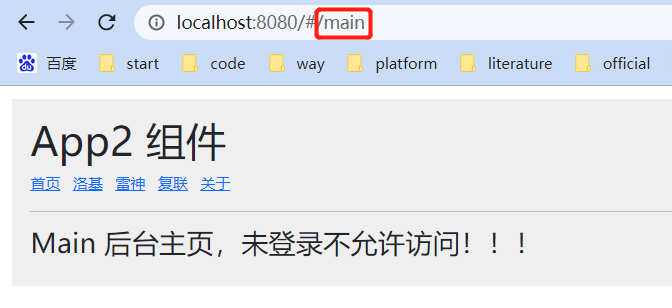 localhost:8080/#/main
百度 start code way platform literature official
App2 组件
首页 洛基 雷神 复联 关于
Main 后台主页，未登录不允许访问！！！